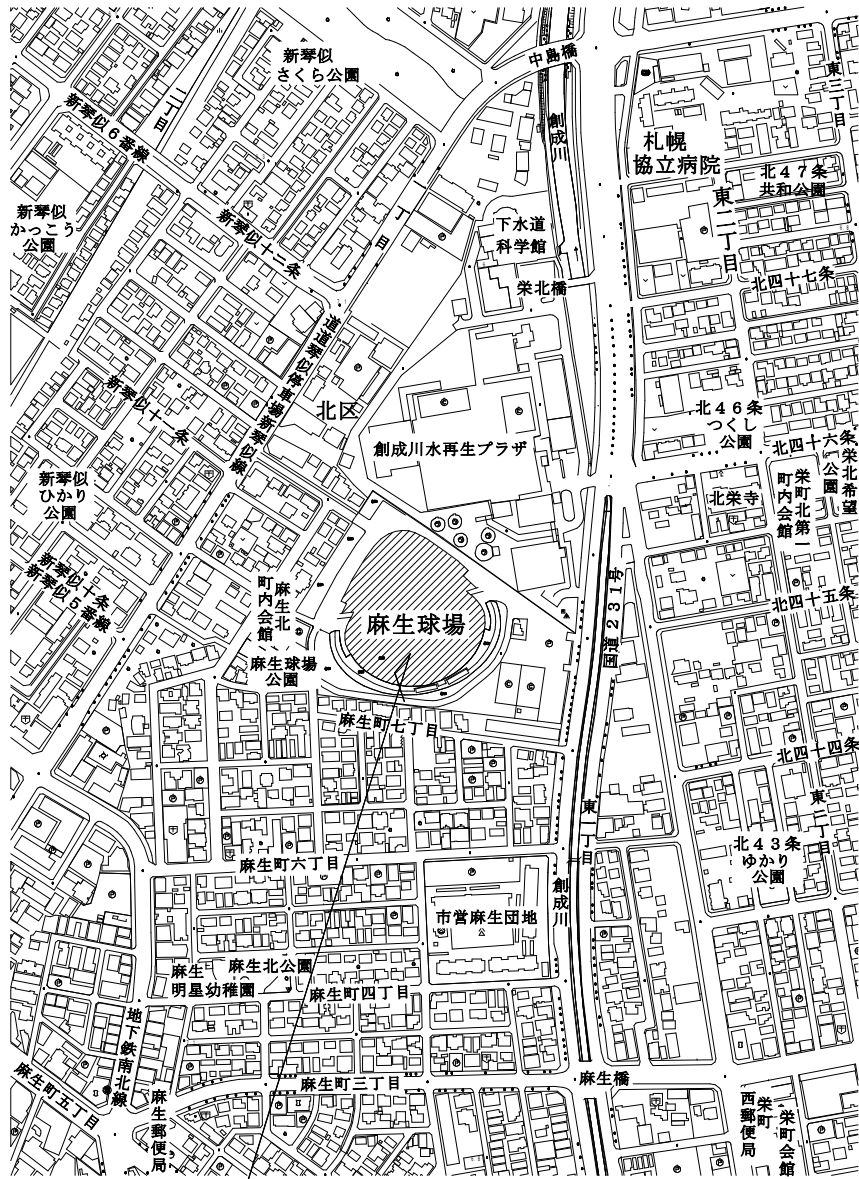 新琴似
さくら公園
中島橋
二丁目
東三丁目
新琴似6番線
創成川
札幌
協立病院
北47条
共和公園
一丁目
東二丁目
新琴似
かっこう
公園
新琴似十二条
下水道
科学館
栄北橋
北四十七条
道道琴似停車場新琴似線
新琴似十一条
北区
北46条
つくし
公園
創成川水再生プラザ
北四十六条
栄北希望
公園
新琴似
ひかり
公園
栄町北第一
町内会館
北栄寺
新琴似十条
新琴似5番線
麻生北
町内会館
麻生球場
国道231号
北四十五条
麻生球場
公園
麻生町七丁目
北四十四条
東一丁目
東二丁目
北43条
ゆかり
公園
麻生町六丁目
創成川
市営麻生団地
麻生北公園
麻生
明星幼稚園
麻生町四丁目
地下鉄南北線
麻生町五丁目
麻生町三丁目
麻生橋
麻生郵便局
栄町
西郵便局
栄町会館